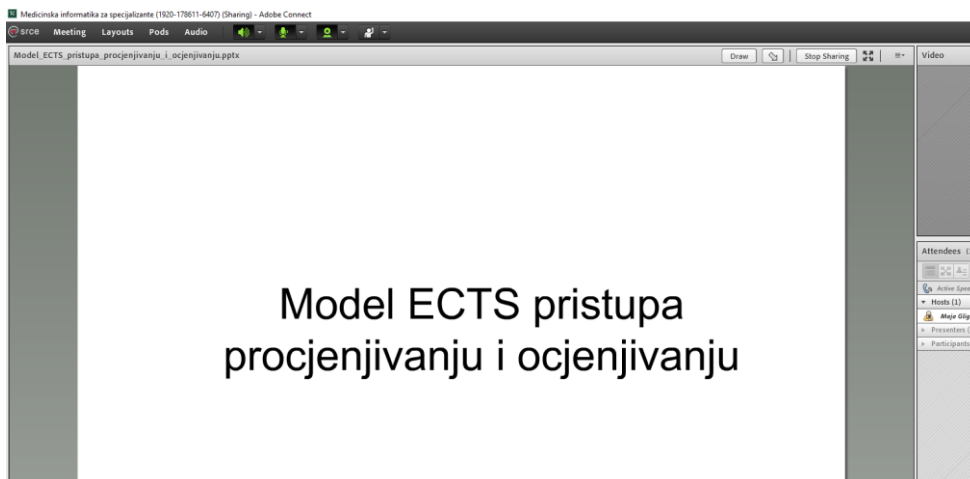 Medicinska informatika za specijalizante (1920-178611-6407) (Sharing) - Adobe Connect
srce Meeting Layouts Pods Audio
Model_ECTS_pristupa_procjenjivanju_i_ocjenjivanju.pptx
Draw
Stop Sharing
Video
Model ECTS pristupa
procjenjivanju i ocjenjivanju
Attendees
Active
Hosts (1)
Maja
Presenters
Participants